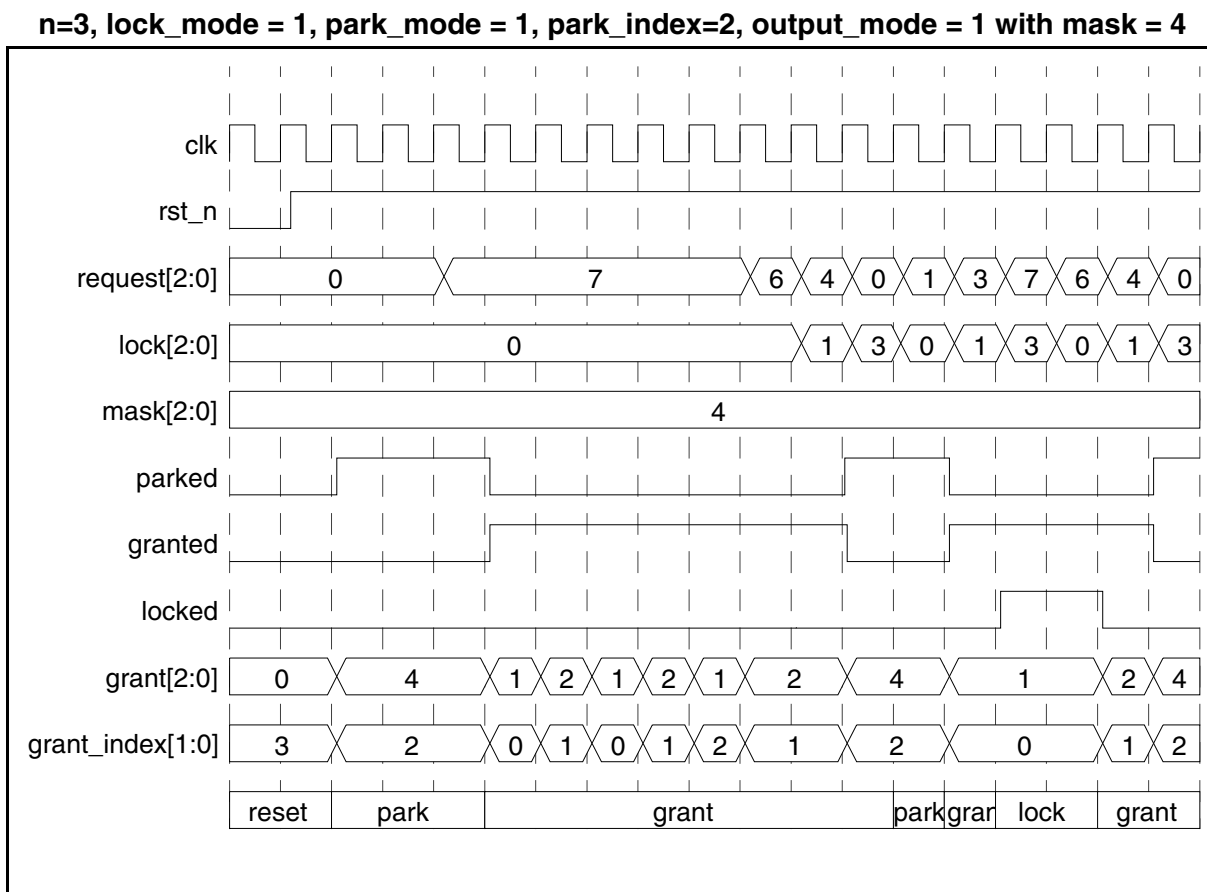 n=3, lock_mode = 1, park_mode = 1, park_index=2, output_mode = 1 with mask = 4
clk
rst_n
request[2:0] 0 7 6 4 0 1 3 7 6 4 0
lock[2:0] 0 1 3 0 1 3 0 1 3
mask[2:0] 4
parked
granted
locked
grant[2:0] 0 4 1 2 1 2 1 2 4 1 2 4
grant_index[1:0] 3 2 0 1 0 1 2 1 2 0 1 2
reset park grant park gran lock grant